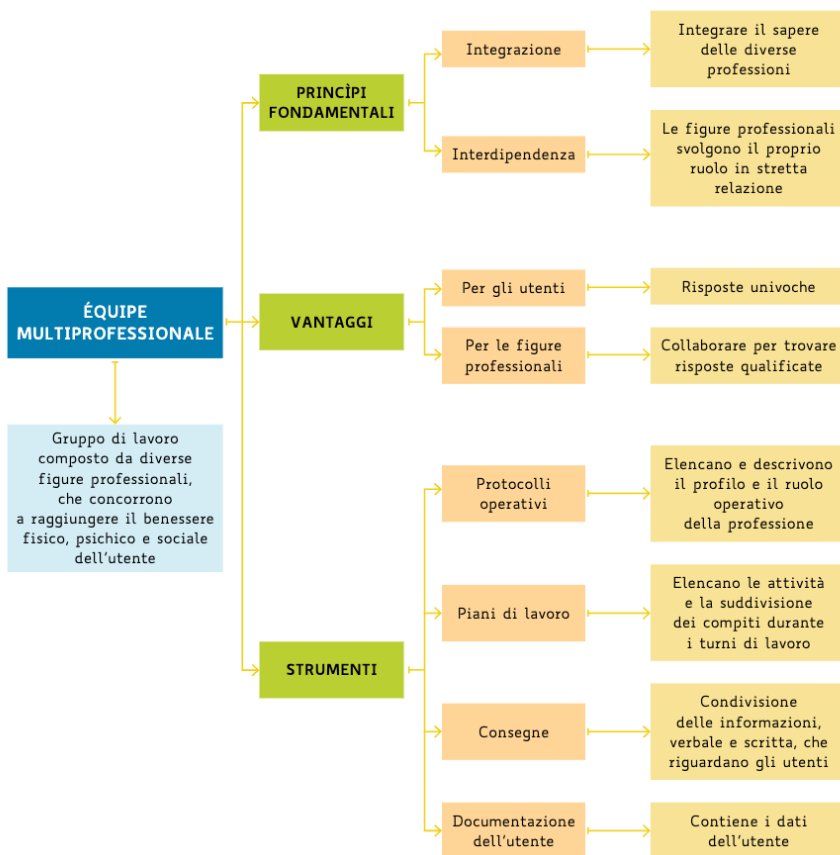 ÉQUIPE
MULTIPROFESSIONALE
Gruppo di lavoro
composto da diverse
figure professionali,
che concorrono
a raggiungere il benessere
fisico, psichico e sociale
dell'utente
PRINCÌPI
FONDAMENTALI
Integrazione
Integrare il sapere
delle diverse
professioni
Interdipendenza
Le figure professionali
svolgono il proprio
ruolo in stretta
relazione
VANTAGGI
Per gli utenti
Risposte univoche
Per le figure
professionali
Collaborare per trovare
risposte qualificate
STRUMENTI
Protocolli
operativi
Elencano e descrivono
il profilo e il ruolo
operativo
della professione
Piani di lavoro
Elencano le attività
e la suddivisione
dei compiti durante
i turni di lavoro
Consegne
Condivisione
delle informazioni,
verbale e scritta, che
riguardano gli utenti
Documentazione
dell'utente
Contiene i dati
dell'utente